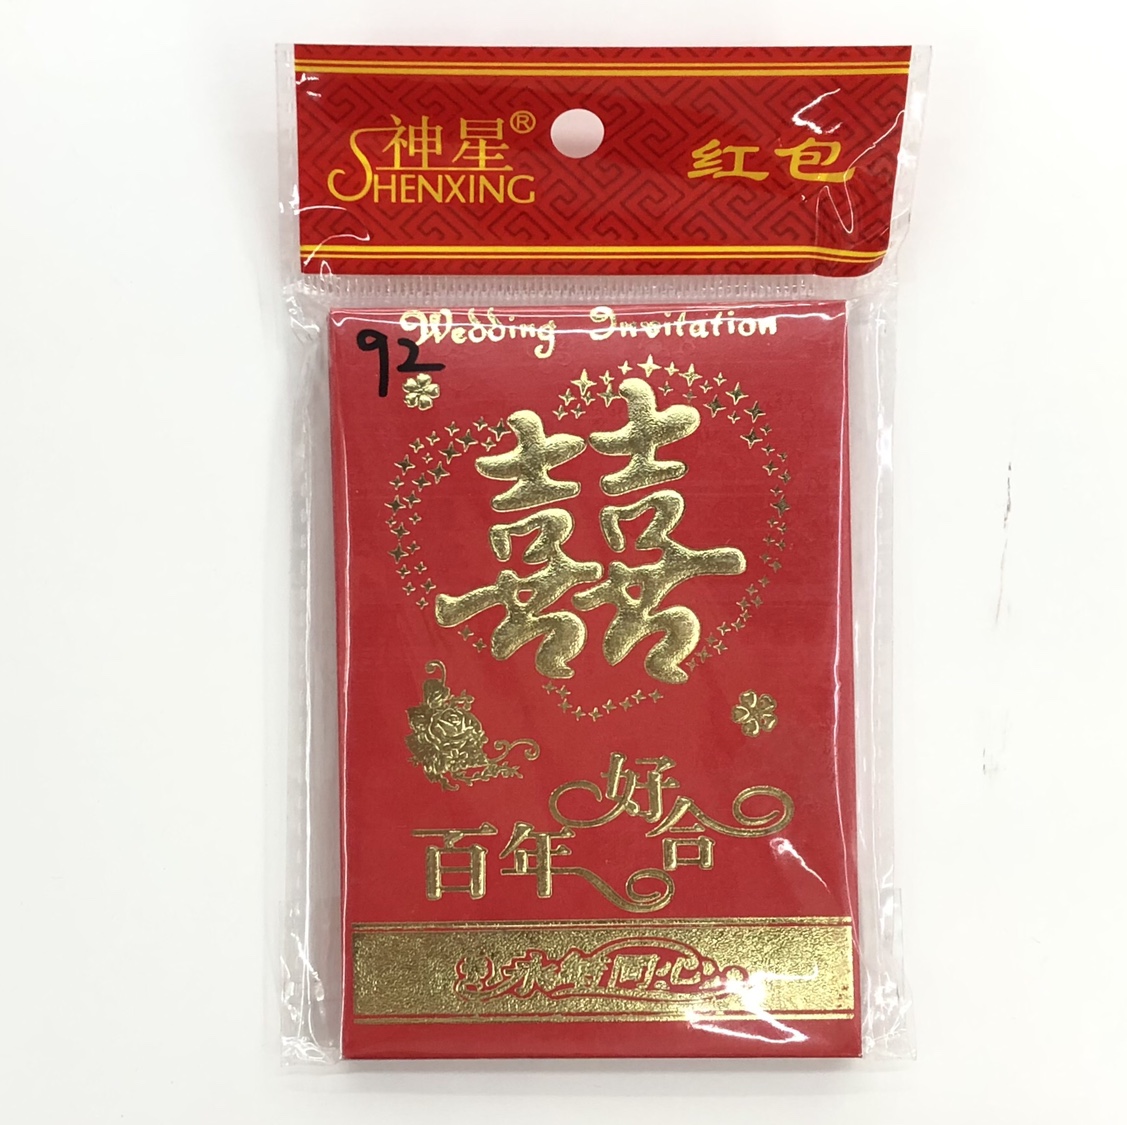 神星®
SHENXING
红包
Wedding Invitation
92
囍
好合
百年
永结同心